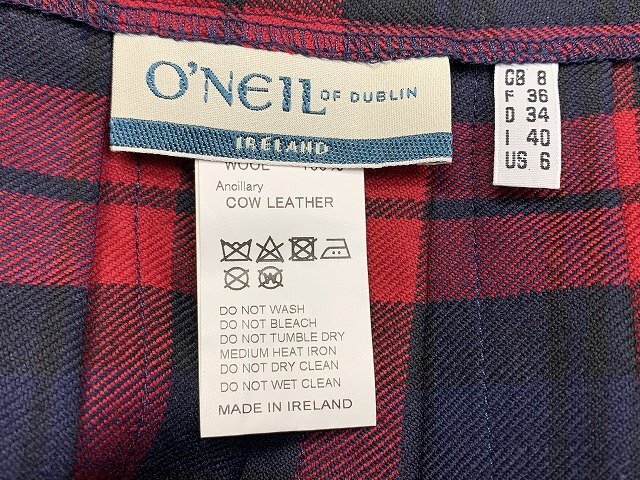 O'NEIL OF DUBLIN
IRELAND
GB 8
F 36
D 34
I 40
US 6
WOOL 100%
Ancillary
COW LEATHER
DO NOT WASH
DO NOT BLEACH
DO NOT TUMBLE DRY
MEDIUM HEAT IRON
DO NOT DRY CLEAN
DO NOT WET CLEAN
MADE IN IRELAND